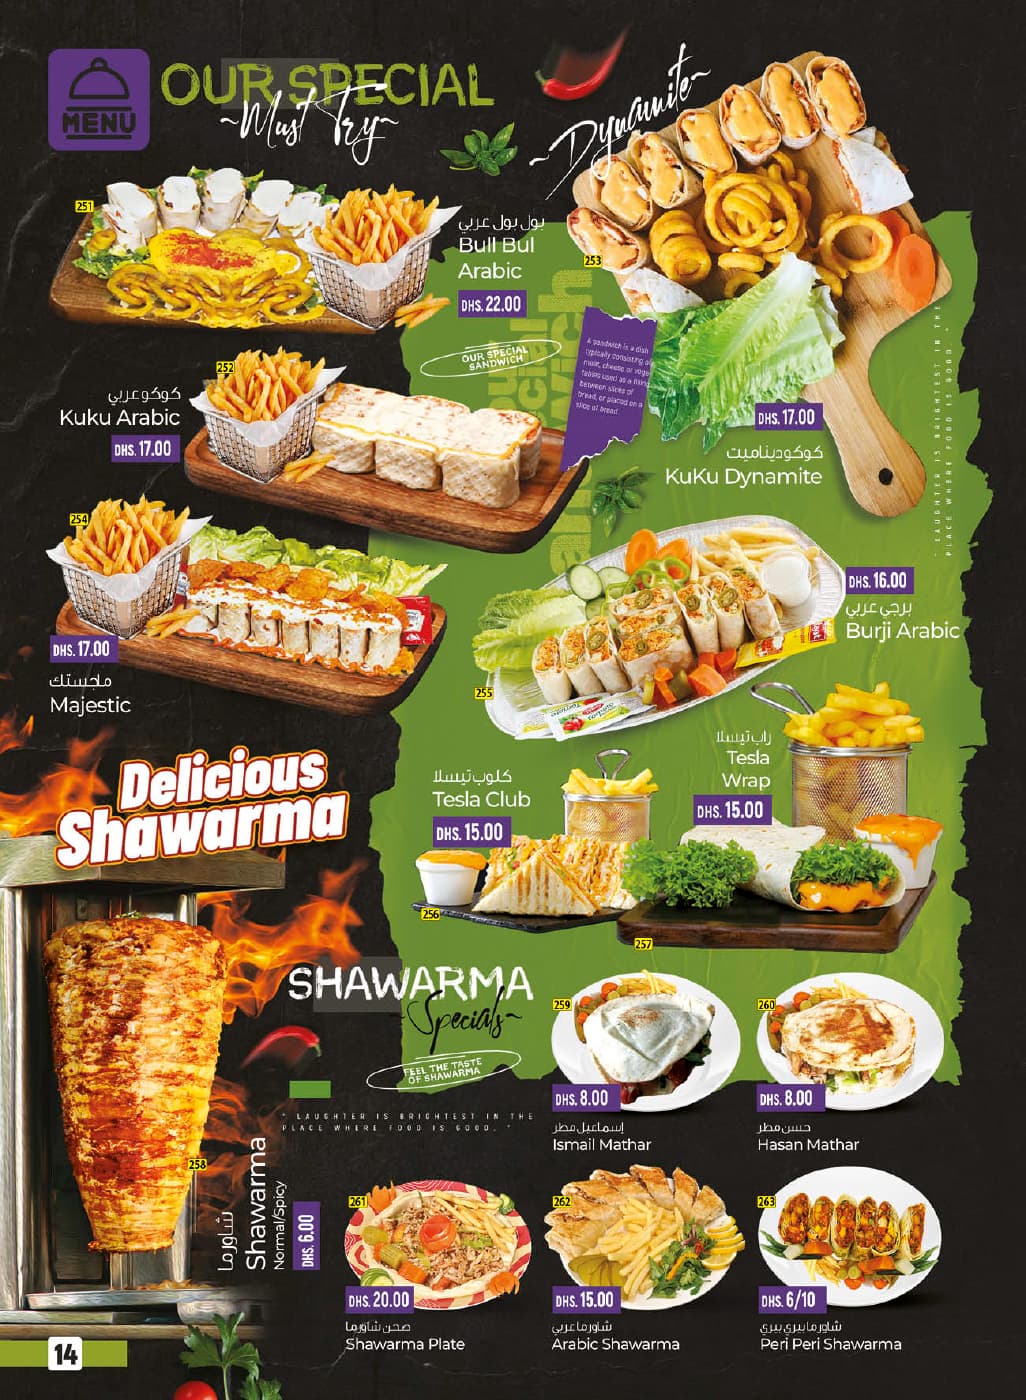 MENU
OUR SPECIAL
~Must Try~
~Dynamite~
251
بول بول عربي
Bull Bul
Arabic
DHS. 22.00
253
OUR SPECIAL
SANDWICH
A sandwich is a dish
typically consisting of
meat, cheese or vege
tables used as a filling
between slices of
bread, or placed on a
slice of bread
252
كوكو عربي
Kuku Arabic
DHS. 17.00
DHS. 17.00
كوكو ديناميت
KuKu Dynamite
" LAUGHTER IS BRIGHTEST IN THE
PLACE WHERE FOOD IS GOOD "
254
DHS. 17.00
ماجستك
Majestic
255
DHS. 16.00
برجي عربي
Burji Arabic
راب تيسلا
Tesla
Wrap
DHS. 15.00
257
كلوب تيسلا
Tesla Club
DHS. 15.00
256
Delicious
Shawarma
258
شاورما
Shawarma
Normal/Spicy
DHS. 6.00
SHAWARMA
~Specials~
FEEL THE TASTE
OF SHAWARMA
" LAUGHTER IS BRIGHTEST IN THE
PLACE WHERE FOOD IS GOOD. "
259
DHS. 8.00
إسماعيل مطر
Ismail Mathar
260
DHS. 8.00
حسن مطر
Hasan Mathar
261
DHS. 20.00
صحن شاورما
Shawarma Plate
262
DHS. 15.00
شاورما عربي
Arabic Shawarma
263
DHS. 6/10
شاورما بيري بيري
Peri Peri Shawarma
14